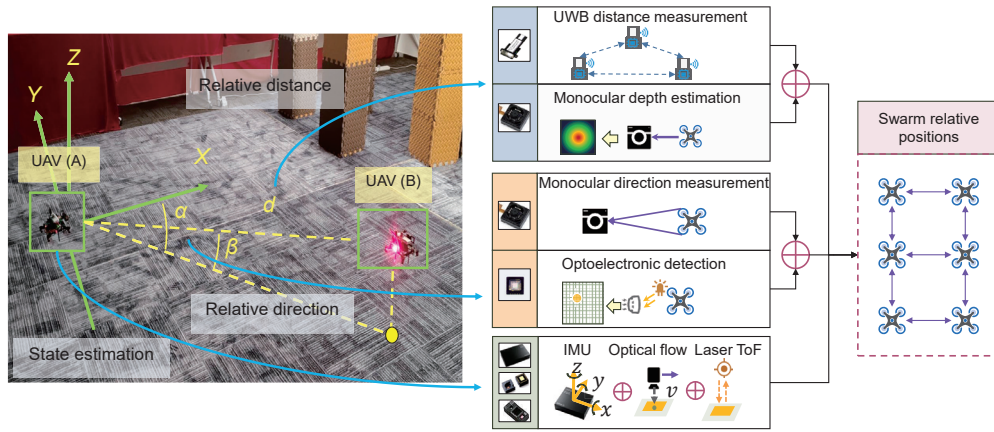 Z
Y
Relative distance
UAV (A)
X
UAV (B)
α
d
β
Relative direction
State estimation
UWB distance measurement
Monocular depth estimation
Monocular direction measurement
Optoelectronic detection
IMU Optical flow Laser ToF
z
y
x
v
Swarm relative
positions